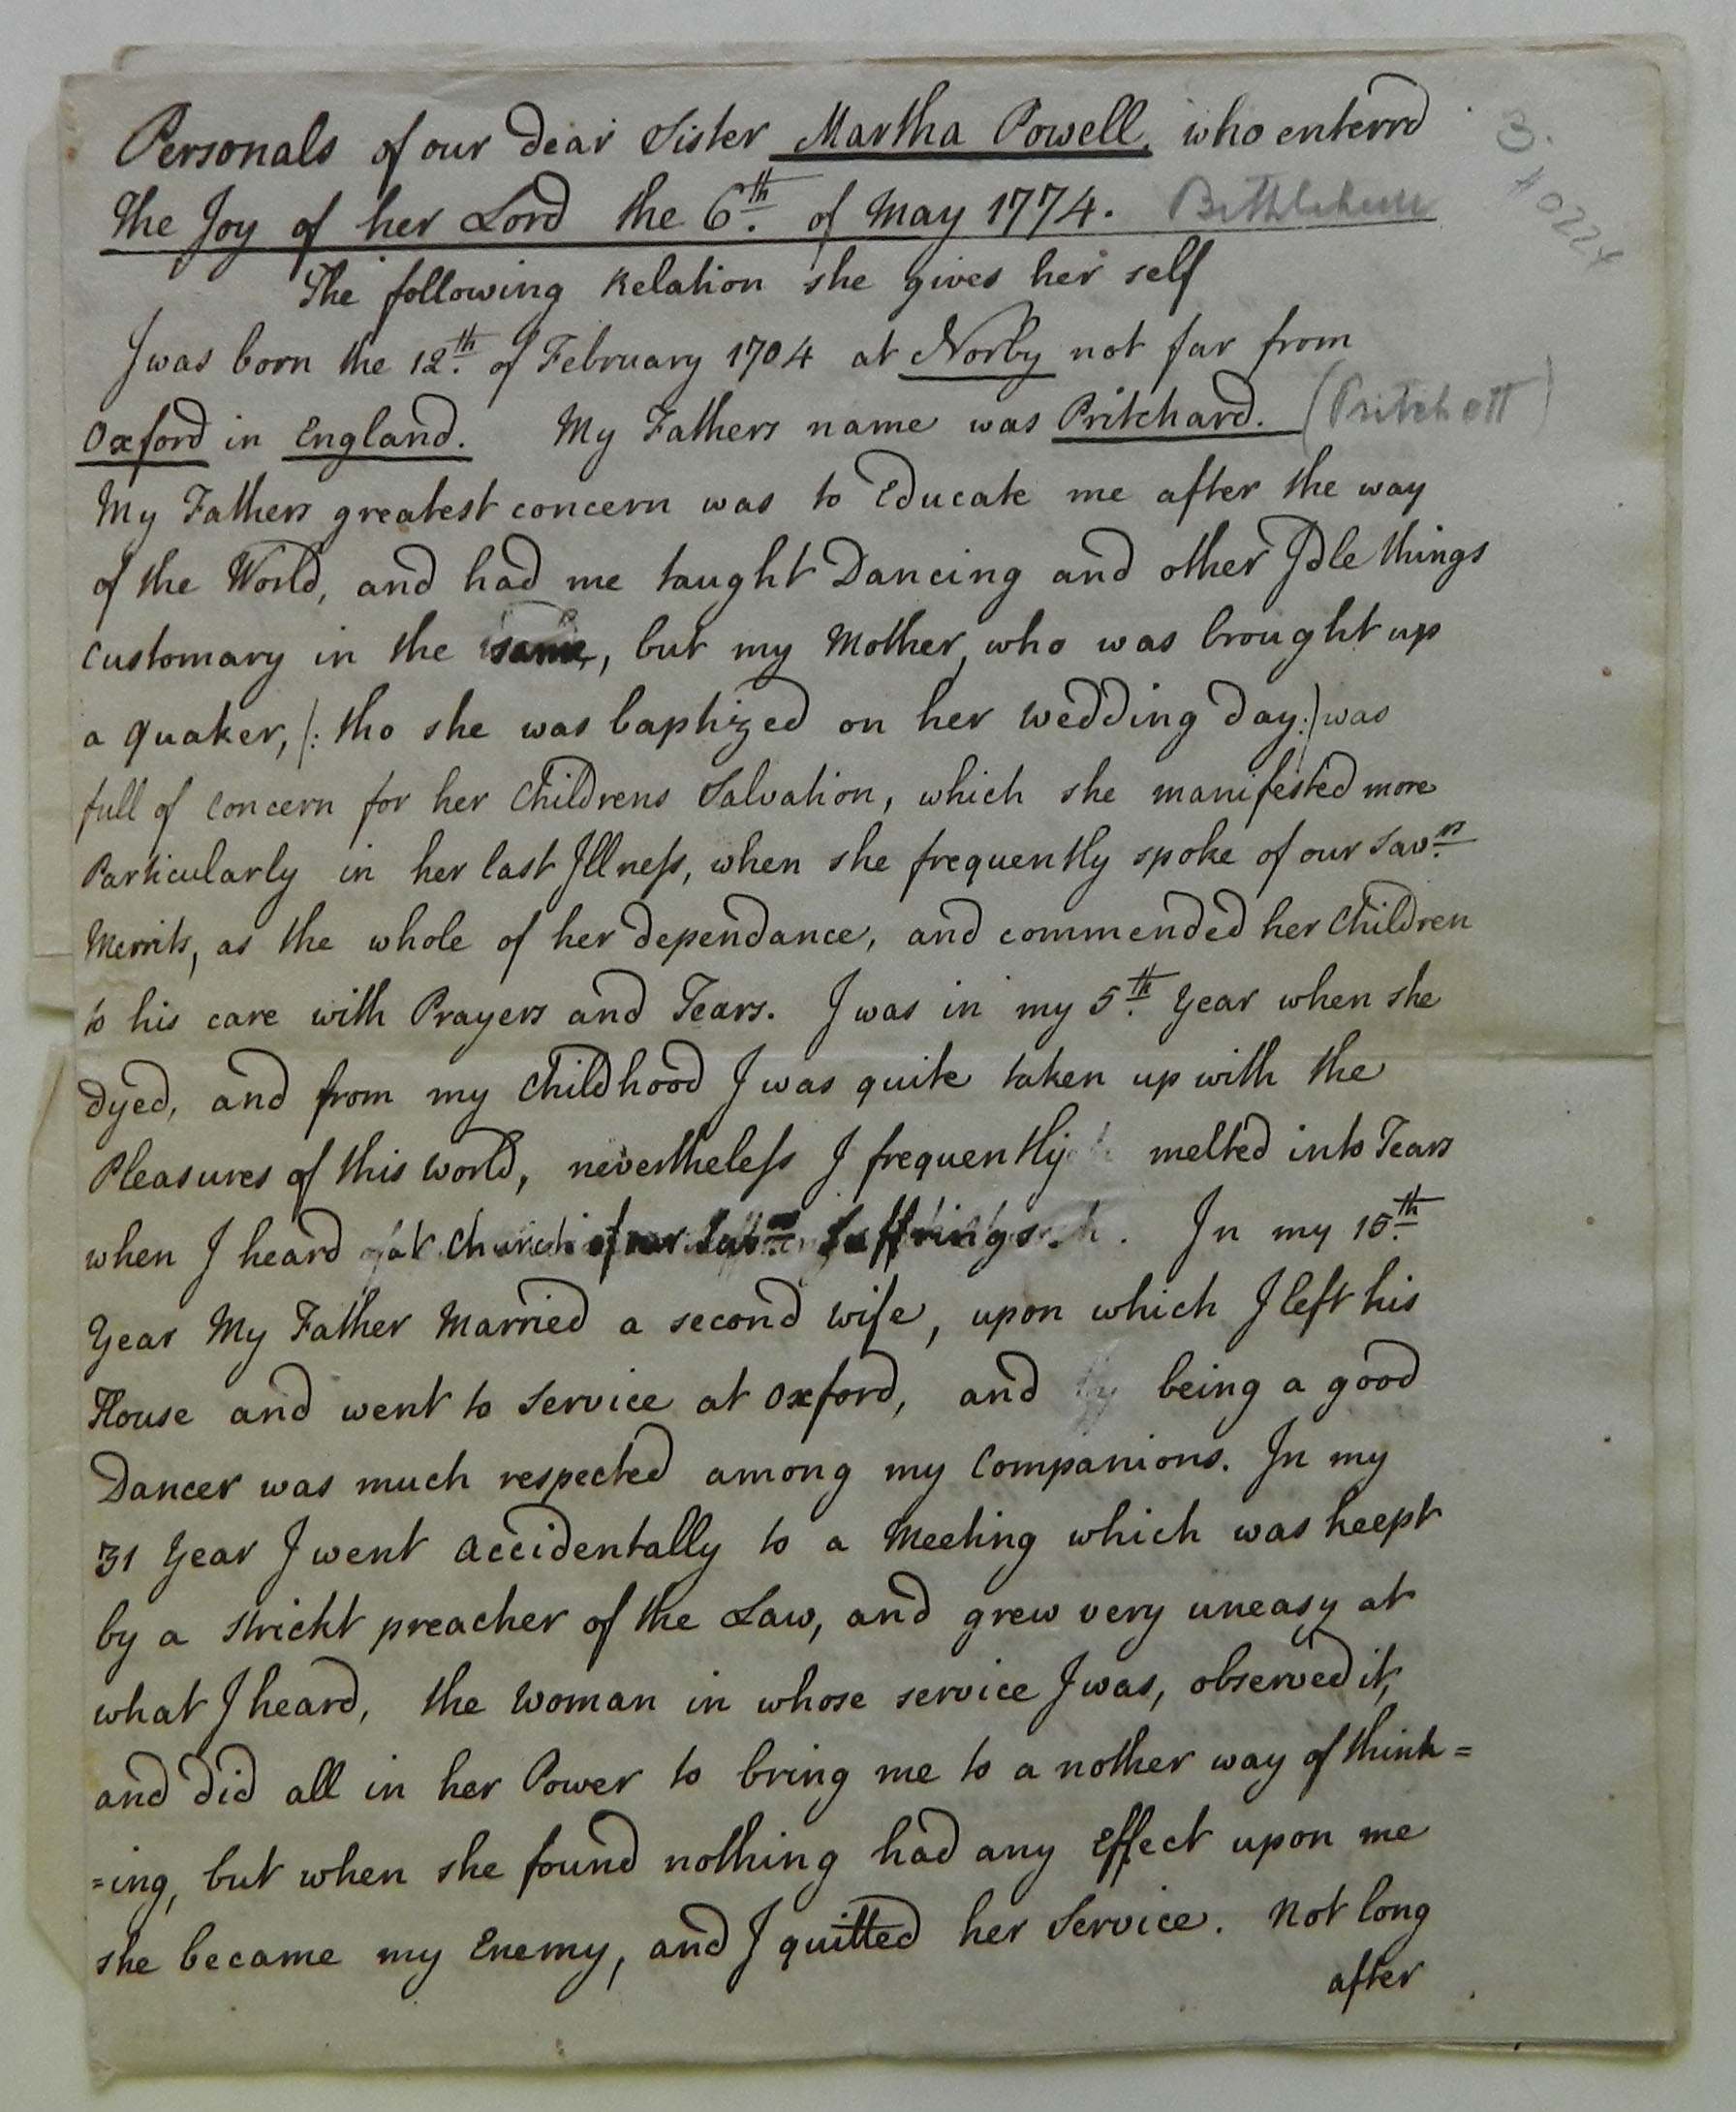 Personals of our Dear Sister Martha Powell, who enterrd
3.
the Joy of her Lord the 6th. of May 1774. Bethlehem
The following Relation she gives her self
I was born the 12th. of February 1704 at Norby not far from
Oxford in England. My Fathers name was Pritchard. (Pritchett)
My Fathers greatest concern was to Educate me after the way
of the World, and had me taught Dancing and other Idle things
Customary in the same, but my Mother, who was brought up
a Quaker, /: tho she was baptized on her Wedding Day :/ was
full of Concern for her Childrens Salvation, which she manifested more
Particularly in her last Illness, when she frequently spoke of our Savrs.
Merrits, as the whole of her Dependance, and commended her Children
to his care with Prayers and Tears. I was in my 5th. Year when she
Dyed, and from my Childhood I was quite taken up with the
Pleasures of this World, nevertheless I frequently melted into Tears
when I heard at Church of our Savrs. Suffrings. In my 15th.
Year My Father Married a second Wife, upon which I left his
House and went to Service at Oxford, and being a good
Dancer was much respected among my Companions. In my
31 Year I went Accidentally to a Meeting which was keept
by a strickt preacher of the Law, and grew very uneasy at
what I heard, the Woman in whose service I was, observed it,
and Did all in her Power to bring me to a nother way of think=
=ing, but when she found nothing had any Effect upon me
she became my Enemy, and I quitted her Service. Not long
after